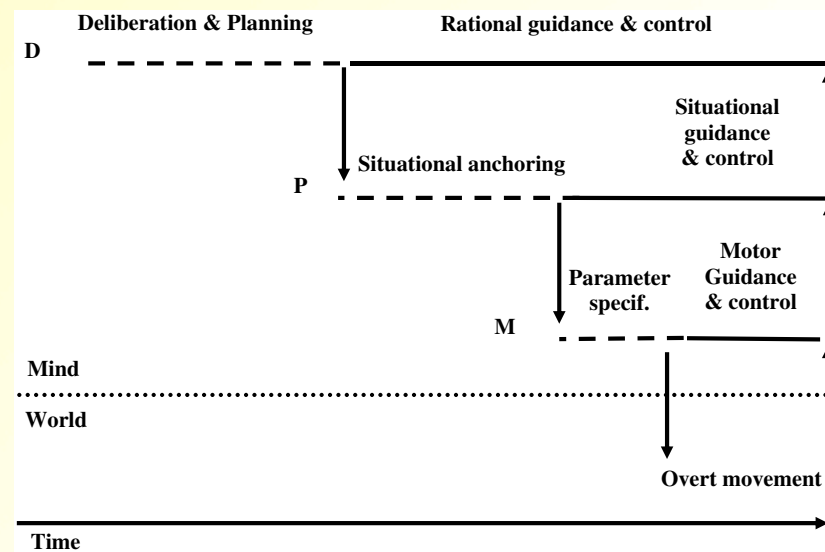 Deliberation & Planning
Rational guidance & control
D
Situational
guidance
& control
Situational anchoring
P
Motor
Guidance
& control
Parameter
specif.
M
Mind
World
Overt movement
Time